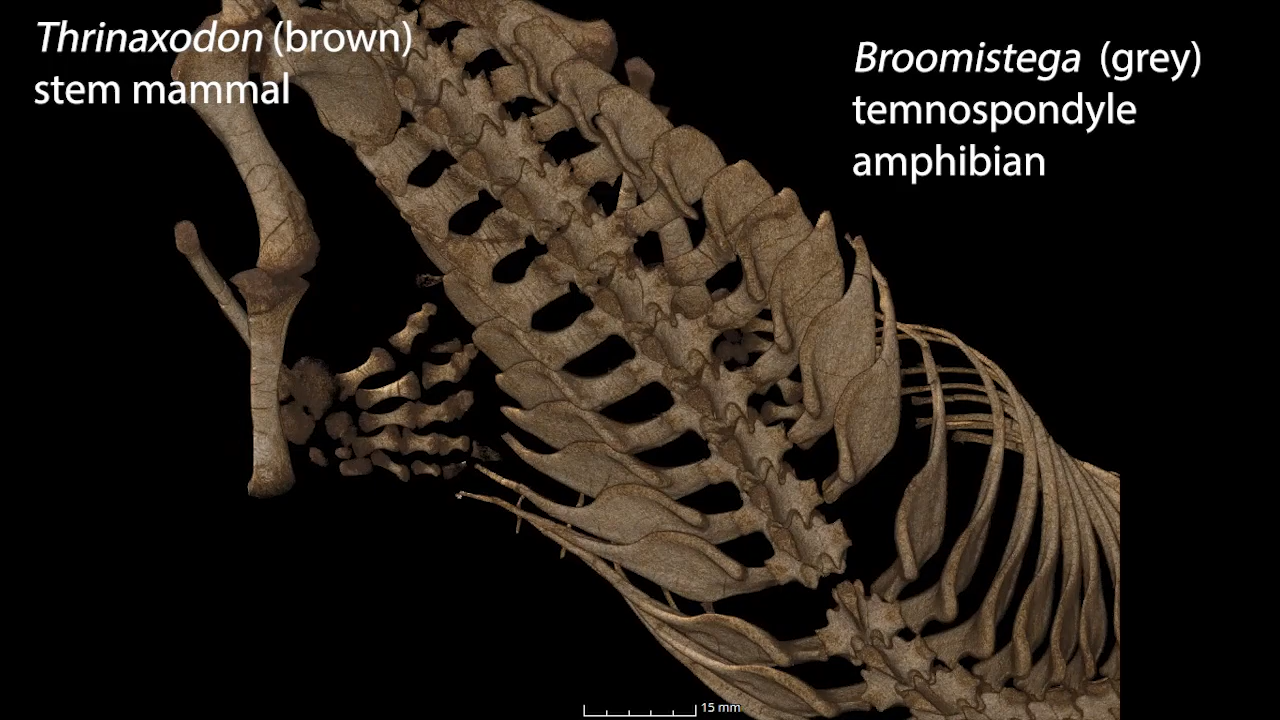 Thrinaxodon (brown)
stem mammal
Broomistega (grey)
temnospondyle
amphibian
15 mm